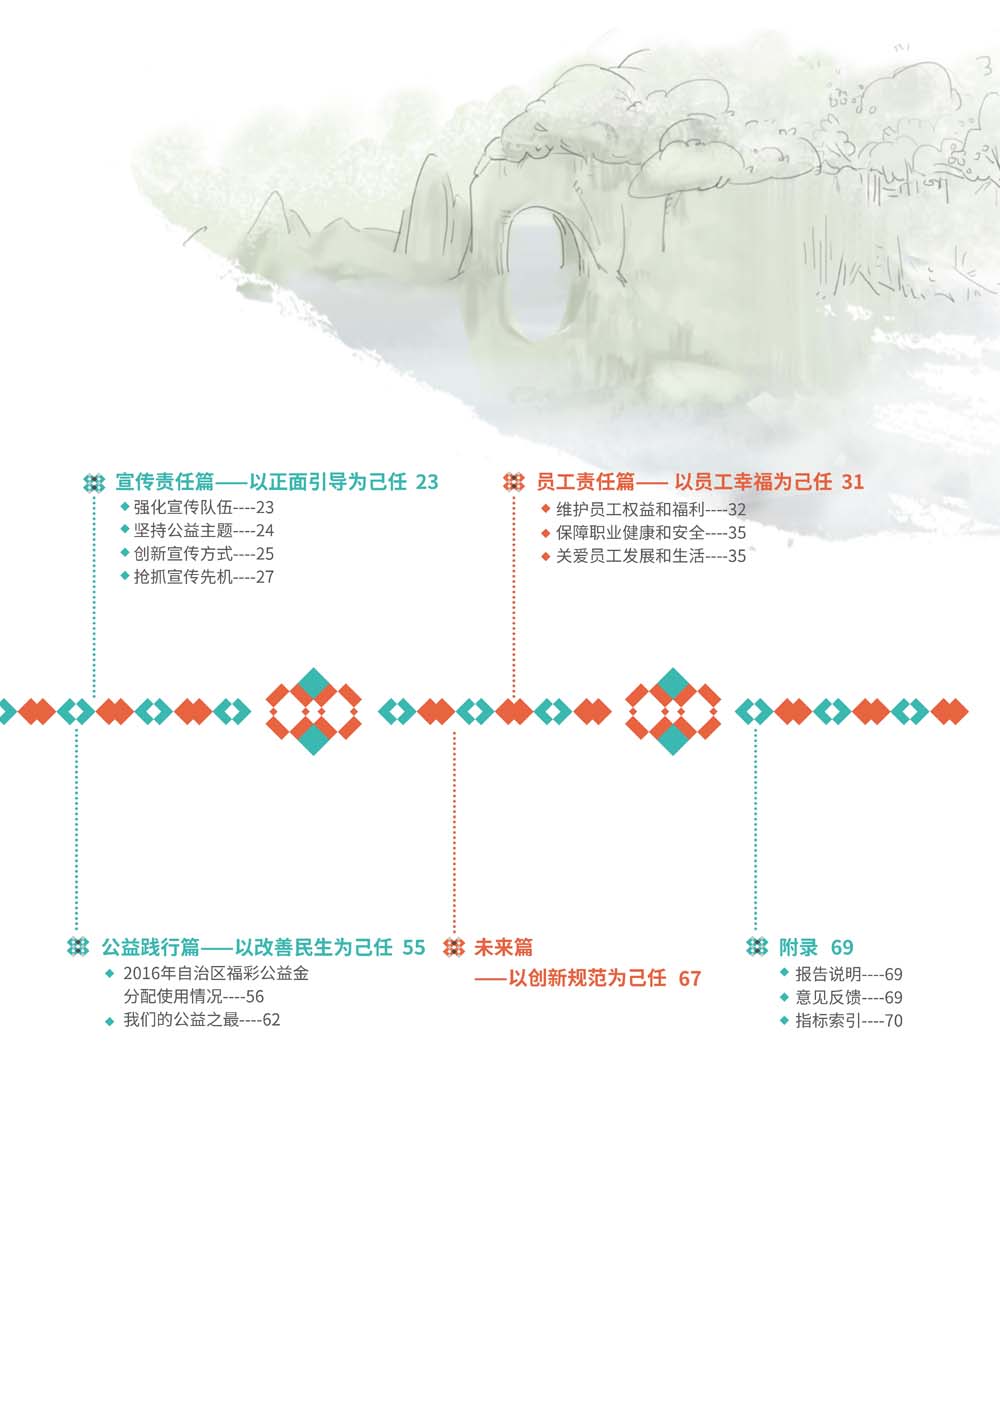 宣传责任篇——以正面引导为己任 23
强化宣传队伍----23
坚持公益主题----24
创新宣传方式----25
抢抓宣传先机----27
员工责任篇—— 以员工幸福为己任 31
维护员工权益和福利----32
保障职业健康和安全----35
关爱员工发展和生活----35
公益践行篇——以改善民生为己任 55
2016年自治区福彩公益金
分配使用情况----56
我们的公益之最----62
未来篇
——以创新规范为己任 67
附录 69
报告说明----69
意见反馈----69
指标索引----70